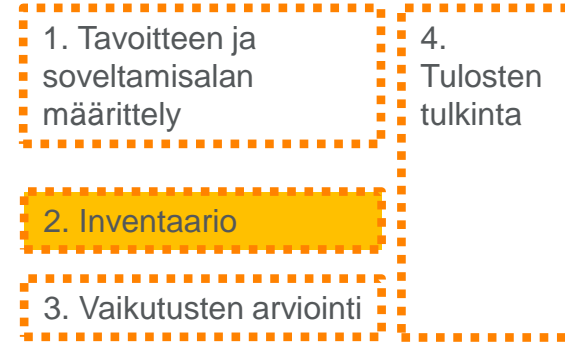 1. Tavoitteen ja
soveltamisalan
määrittely
2. Inventaario
3. Vaikutusten arviointi
4.
Tulosten
tulkinta